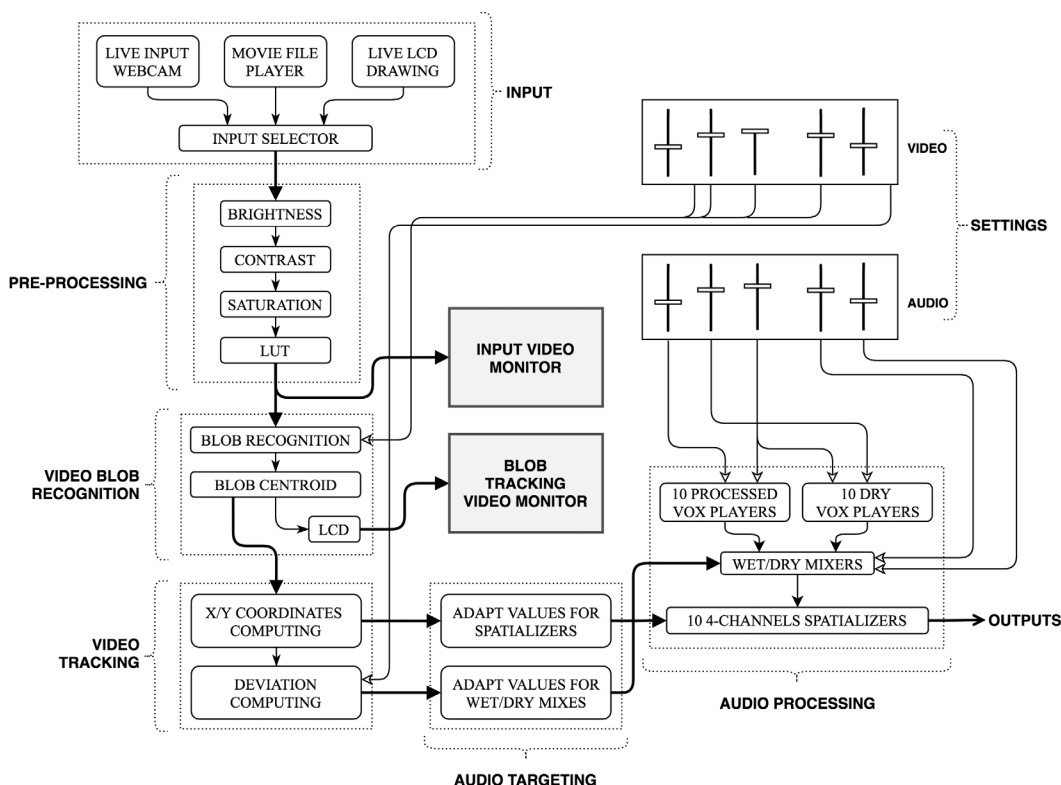 LIVE INPUT
WEBCAM
MOVIE FILE
PLAYER
LIVE LCD
DRAWING
INPUT SELECTOR
INPUT
BRIGHTNESS
CONTRAST
SATURATION
LUT
PRE-PROCESSING
VIDEO
AUDIO
SETTINGS
INPUT VIDEO
MONITOR
BLOB RECOGNITION
BLOB CENTROID
LCD
VIDEO BLOB
RECOGNITION
BLOB
TRACKING
VIDEO MONITOR
10 PROCESSED
VOX PLAYERS
10 DRY
VOX PLAYERS
WET/DRY MIXERS
10 4-CHANNELS SPATIALIZERS
OUTPUTS
AUDIO PROCESSING
X/Y COORDINATES
COMPUTING
DEVIATION
COMPUTING
VIDEO
TRACKING
ADAPT VALUES FOR
SPATIALIZERS
ADAPT VALUES FOR
WET/DRY MIXES
AUDIO TARGETING